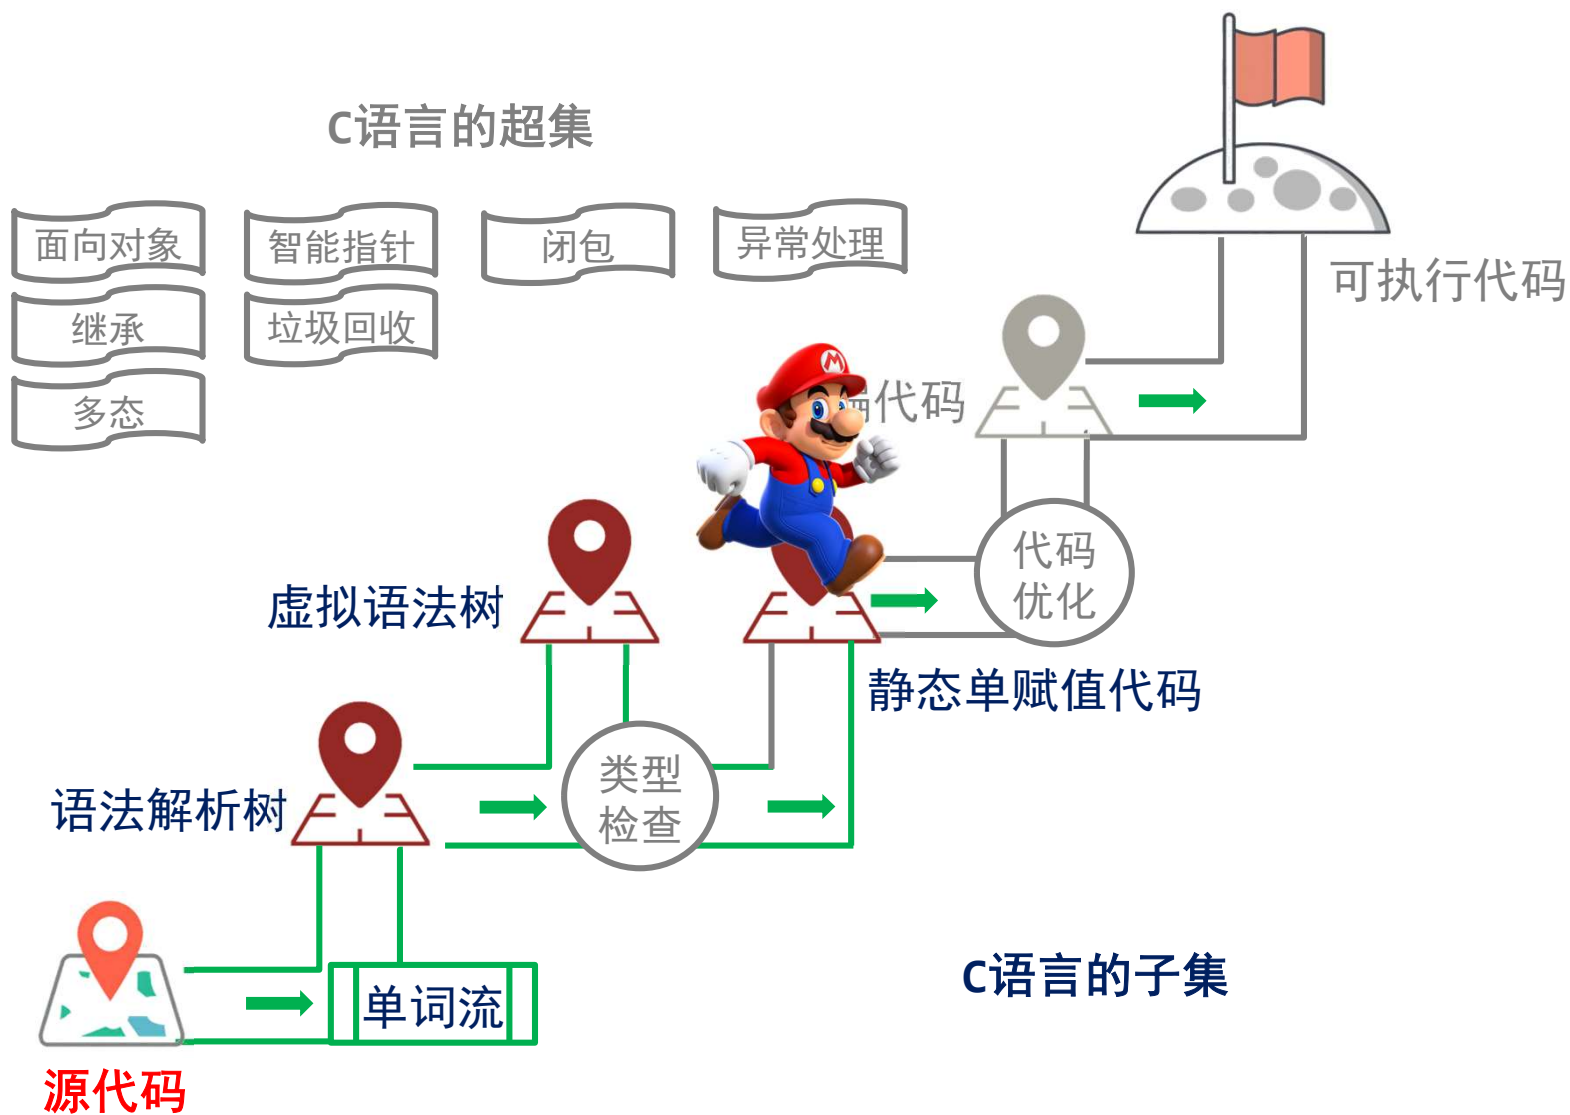 C语言的超集
面向对象
智能指针
闭包
异常处理
继承
垃圾回收
多态
可执行代码
M
编代码
代码
优化
虚拟语法树
静态单赋值代码
类型
检查
语法解析树
单词流
C语言的子集
源代码